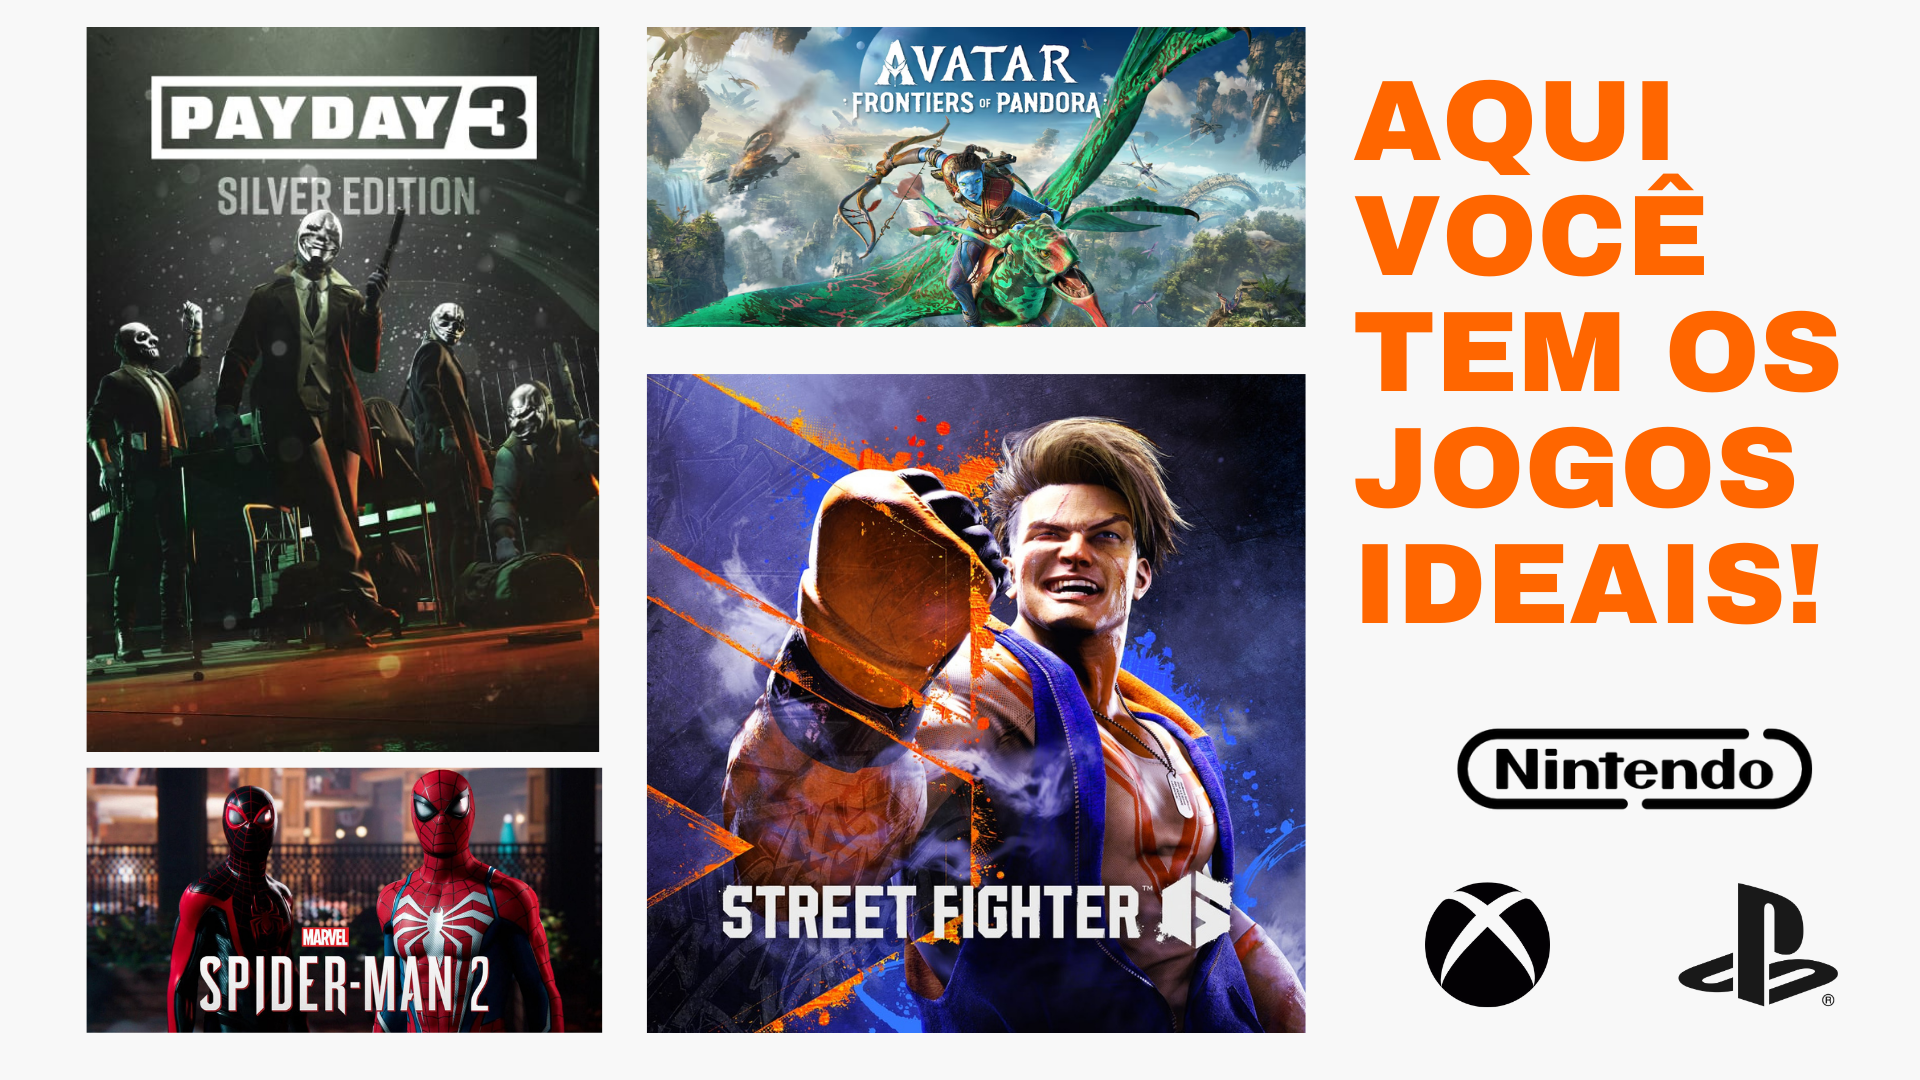 PAYDAY 3
SILVER EDITION
AVATAR
FRONTIERS OF PANDORA
MARVEL
SPIDER-MAN 2
STREET FIGHTER™ 6
AQUI
VOCÊ
TEM OS
JOGOS
IDEAIS!
Nintendo
®